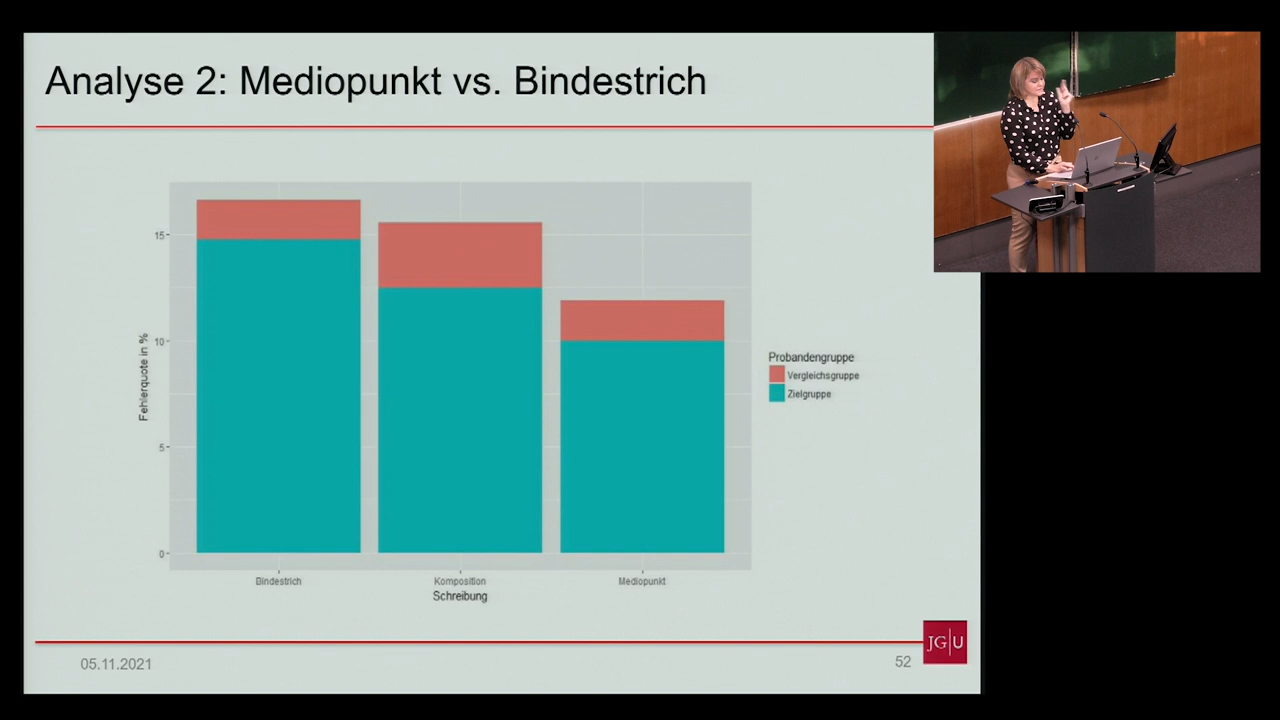 Analyse 2: Mediopunkt vs. Bindestrich
15
10
5
0
Fehlerquote in %
Bindestrich Komposition Mediopunkt
Schreibung
Probandengruppe
Vergleichsgruppe
Zielgruppe
05.11.2021
52
JG|U